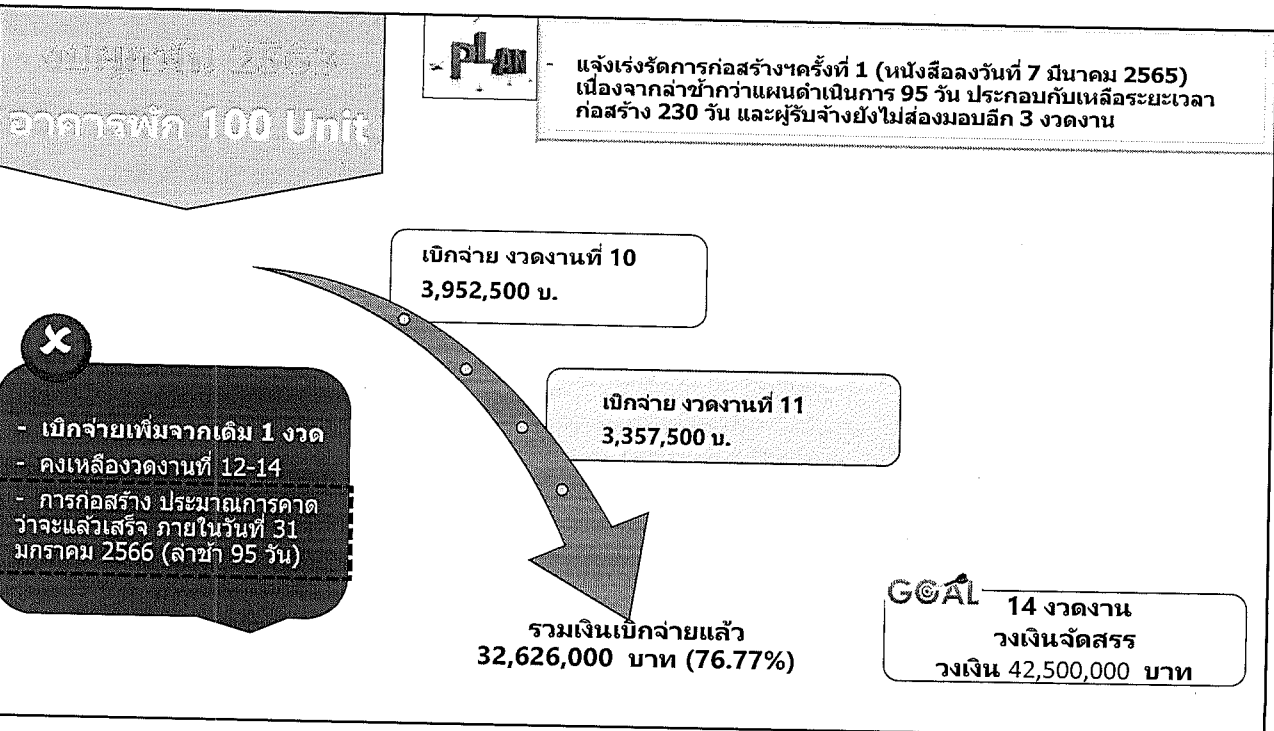 อาคารพัก 100 Unit
PLAN
- แจ้งเร่งรัดการก่อสร้างฯครั้งที่ 1 (หนังสือลงวันที่ 7 มีนาคม 2565)
เนื่องจากล่าช้ากว่าแผนดำเนินการ 95 วัน ประกอบกับเหลือระยะเวลา
ก่อสร้าง 230 วัน และผู้รับจ้างยังไม่ส่องมอบอีก 3 งวดงาน
เบิกจ่าย งวดงานที่ 10
3,952,500 บ.
เบิกจ่าย งวดงานที่ 11
3,357,500 บ.
- เบิกจ่ายเพิ่มจากเดิม 1 งวด
- คงเหลืองวดงานที่ 12-14
- การก่อสร้าง ประมาณการคาด
ว่าจะแล้วเสร็จ ภายในวันที่ 31
มกราคม 2566 (ล่าช้า 95 วัน)
รวมเงินเบิกจ่ายแล้ว
32,626,000 บาท (76.77%)
GOAL
14 งวดงาน
วงเงินจัดสรร
วงเงิน 42,500,000 บาท